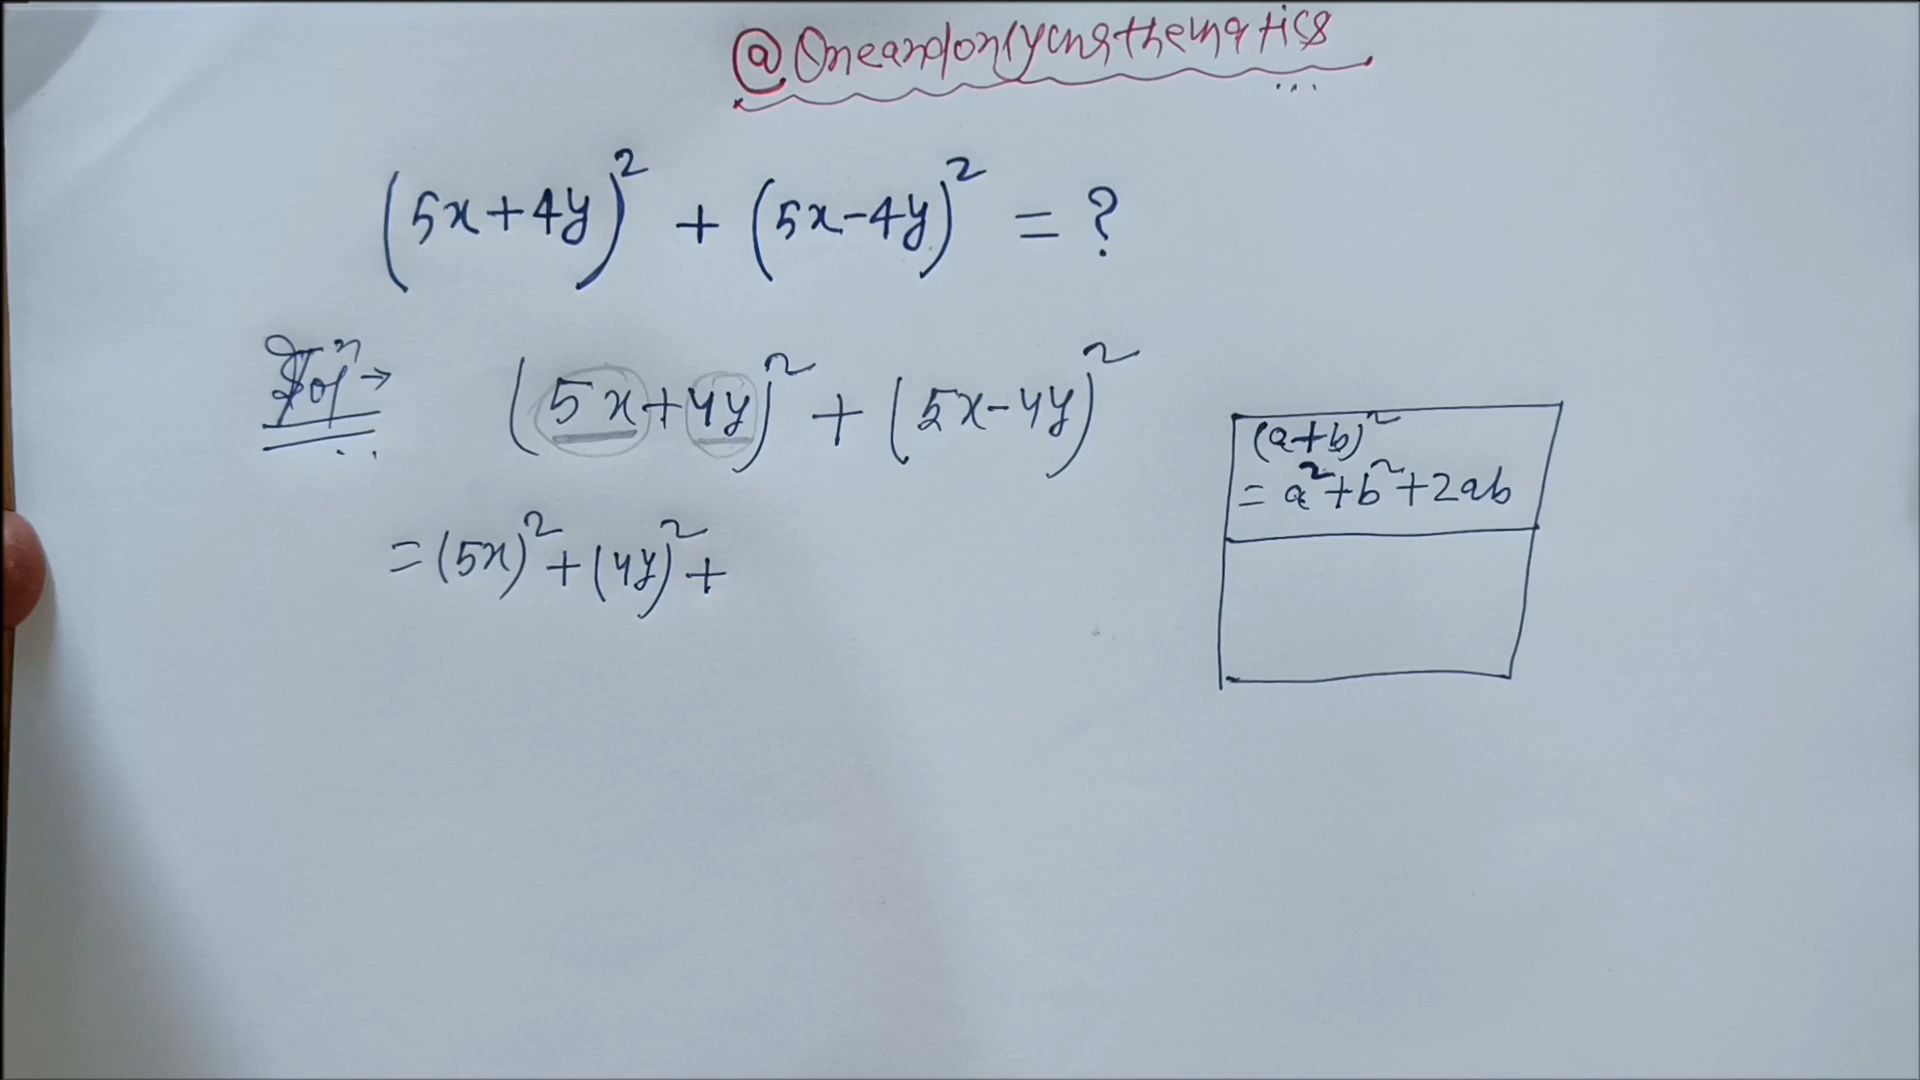 @Oneandonlymathematics
(5x+4y)² + (5x-4y)² = ?
Solⁿ→ (5x+4y)² + (5x-4y)²
= (5x)² + (4y)² +
(a+b)²
= a²+b²+2ab